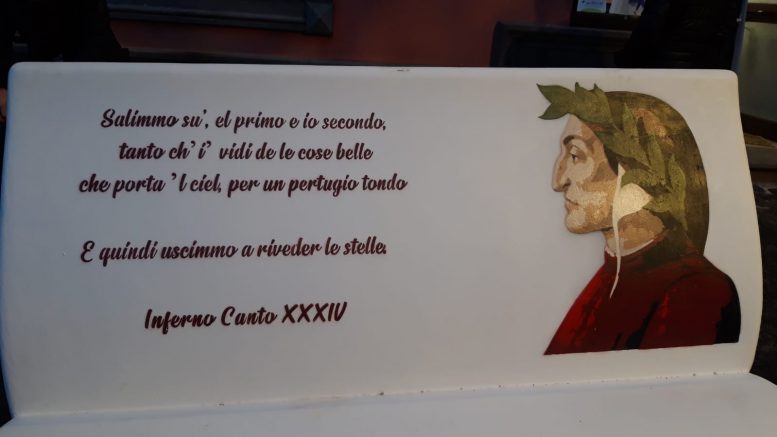 Salimmo su', el primo e io secondo,
tanto ch' i' vidi de le cose belle
che porta 'l ciel, per un pertugio tondo
E quindi uscimmo a riveder le stelle.
Inferno Canto XXXIV